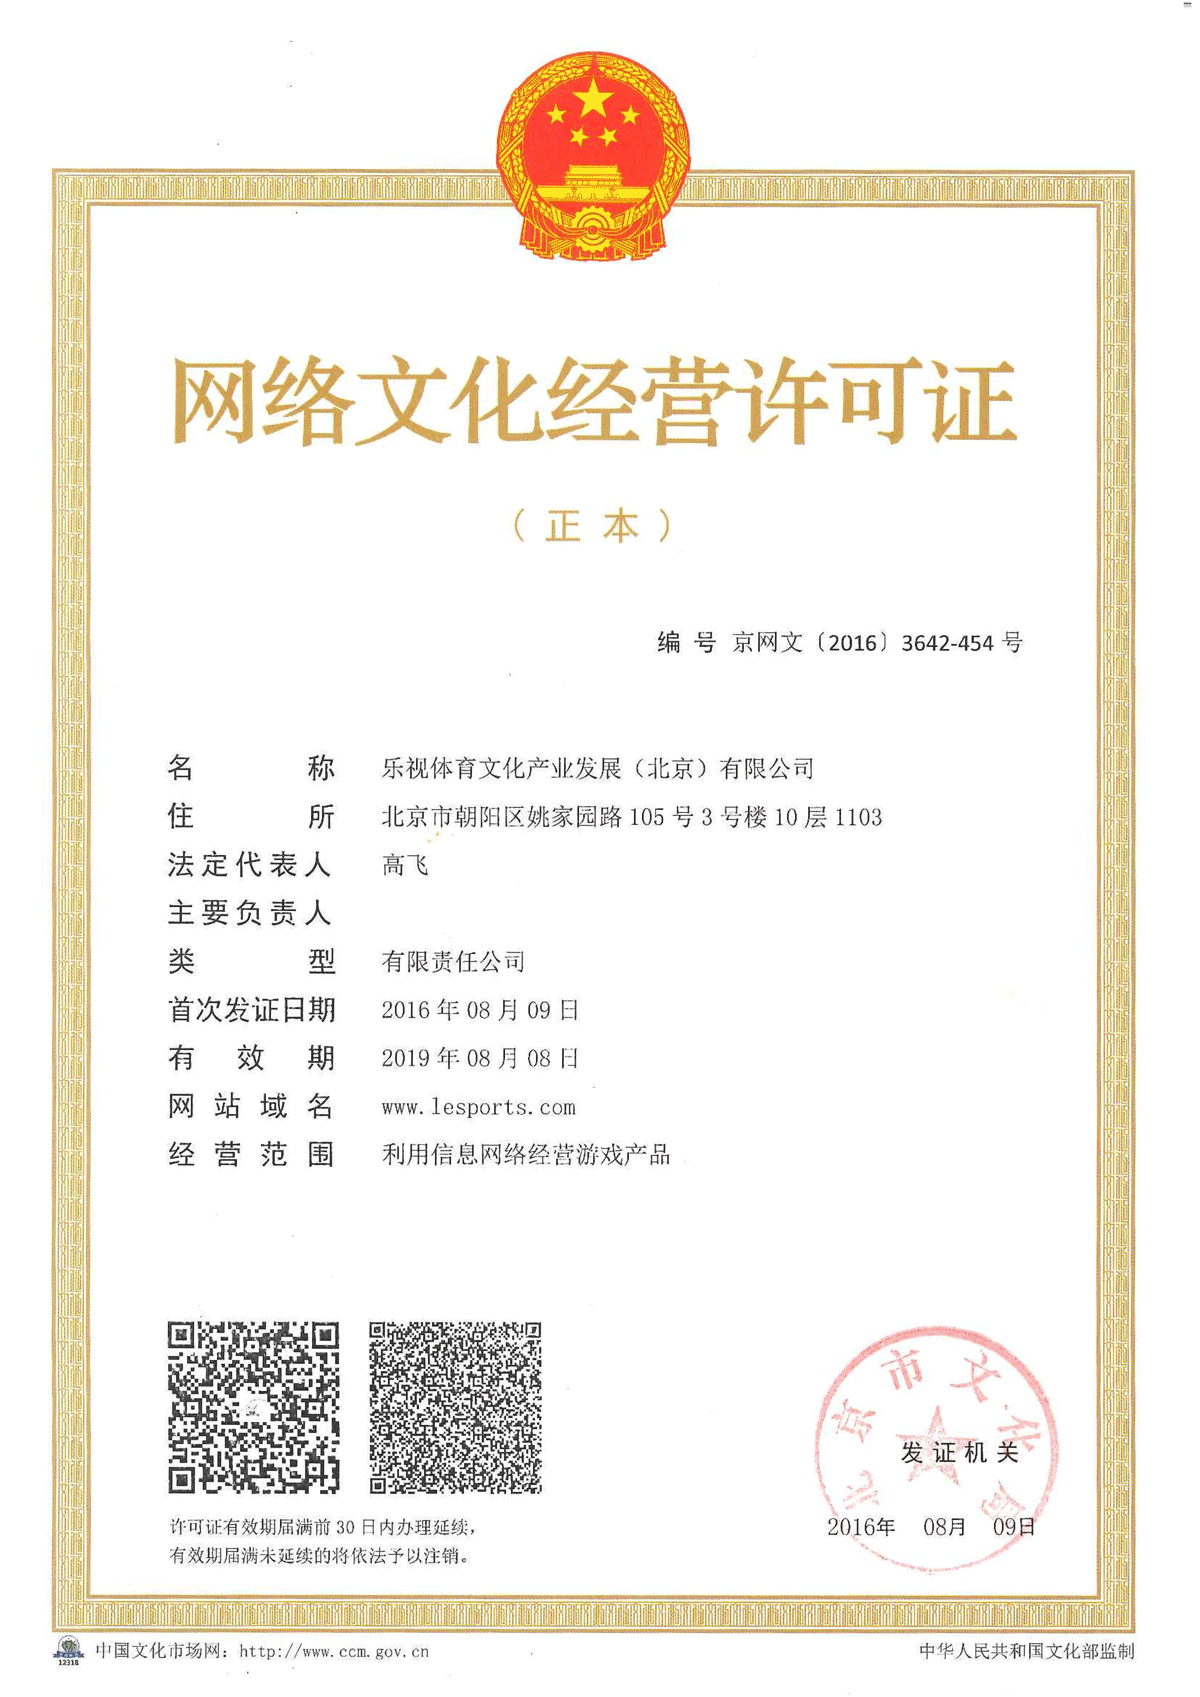 网络文化经营许可证
（正本）
编 号 京网文〔2016〕3642-454 号
名 称 乐视体育文化产业发展（北京）有限公司
住 所 北京市朝阳区姚家园路 105 号 3 号楼 10 层 1103
法定代表人 高飞
主要负责人
类 型 有限责任公司
首次发证日期 2016 年 08 月 09 日
有 效 期 2019 年 08 月 08 日
网 站 域 名 www.lesports.com
经 营 范 围 利用信息网络经营游戏产品
北京市文化局
发证机关
2016年 08月 09日
许可证有效期届满前 30 日内办理延续，
有效期届满未延续的将依法予以注销。
12318
中国文化市场网：http://www.ccm.gov.cn
中华人民共和国文化部监制